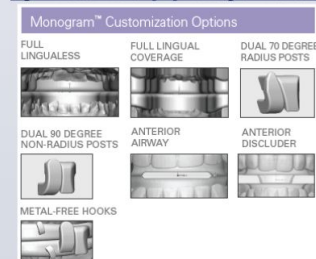 Monogram™ Customization Options
FULL
LINGUALESS
FULL LINGUAL
COVERAGE
DUAL 70 DEGREE
RADIUS POSTS
DUAL 90 DEGREE
NON-RADIUS POSTS
ANTERIOR
AIRWAY
ANTERIOR
DISCLUDER
METAL-FREE HOOKS